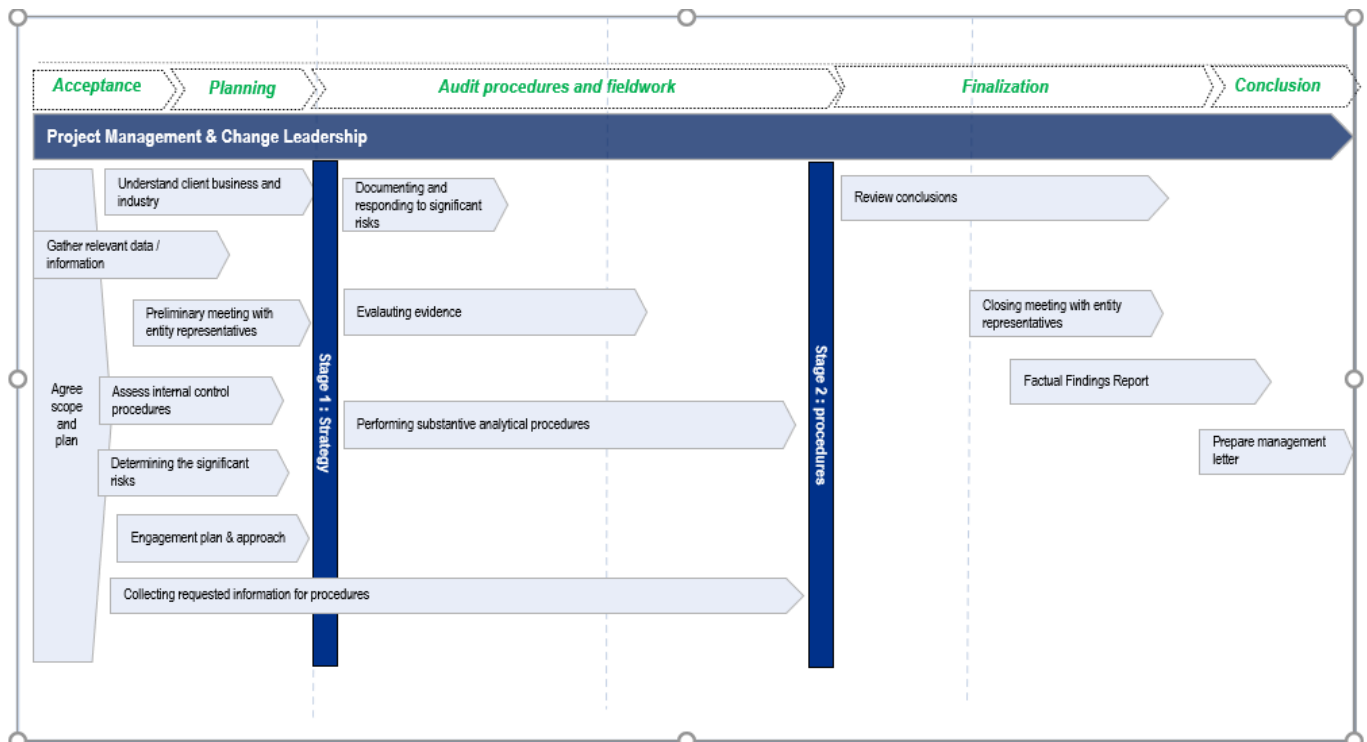 Acceptance
Planning
Audit procedures and fieldwork
Finalization
Conclusion
Project Management & Change Leadership
Understand client business and
industry
Gather relevant data /
information
Preliminary meeting with
entity representatives
Agree
scope
and
plan
Assess internal control
procedures
Determining the significant
risks
Engagement plan & approach
Collecting requested information for procedures
Stage 1 : Strategy
Documenting and
responding to significant
risks
Evalauting evidence
Performing substantive analytical procedures
Stage 2 : procedures
Review conclusions
Closing meeting with entity
representatives
Factual Findings Report
Prepare management
letter